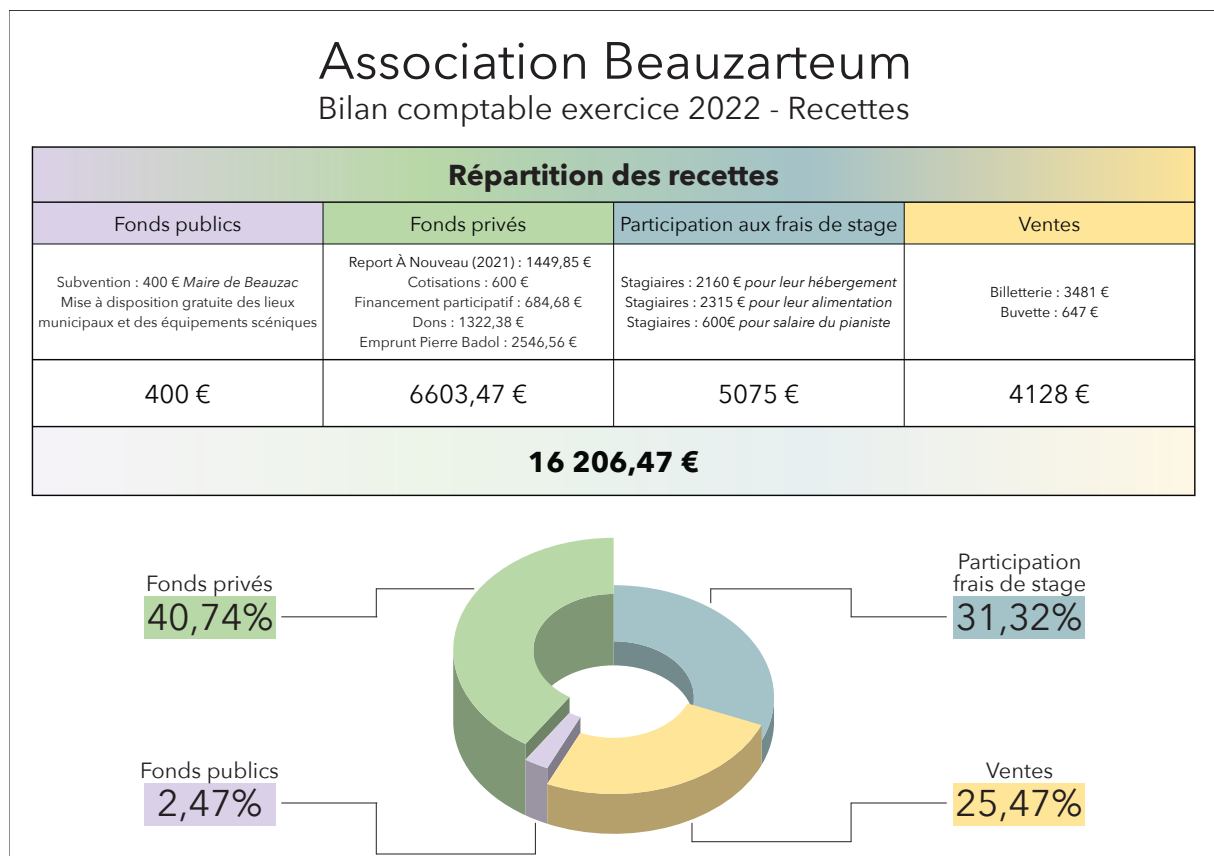 Association Beauzarteum
Bilan comptable exercice 2022 - Recettes
Répartition des recettes
Fonds publics
Fonds privés
Participation aux frais de stage
Ventes
Subvention : 400 € Maire de Beauzac
Mise à disposition gratuite des lieux
municipaux et des équipements scéniques
Report À Nouveau (2021) : 1449,85 €
Cotisations : 600 €
Financement participatif : 684,68 €
Dons : 1322,38 €
Emprunt Pierre Badol : 2546,56 €
Stagiaires : 2160 € pour leur hébergement
Stagiaires : 2315 € pour leur alimentation
Stagiaires : 600€ pour salaire du pianiste
Billetterie : 3481 €
Buvette : 647 €
400 €
6603,47 €
5075 €
4128 €
16 206,47 €
Fonds privés
40,74%
Participation
frais de stage
31,32%
Fonds publics
2,47%
Ventes
25,47%